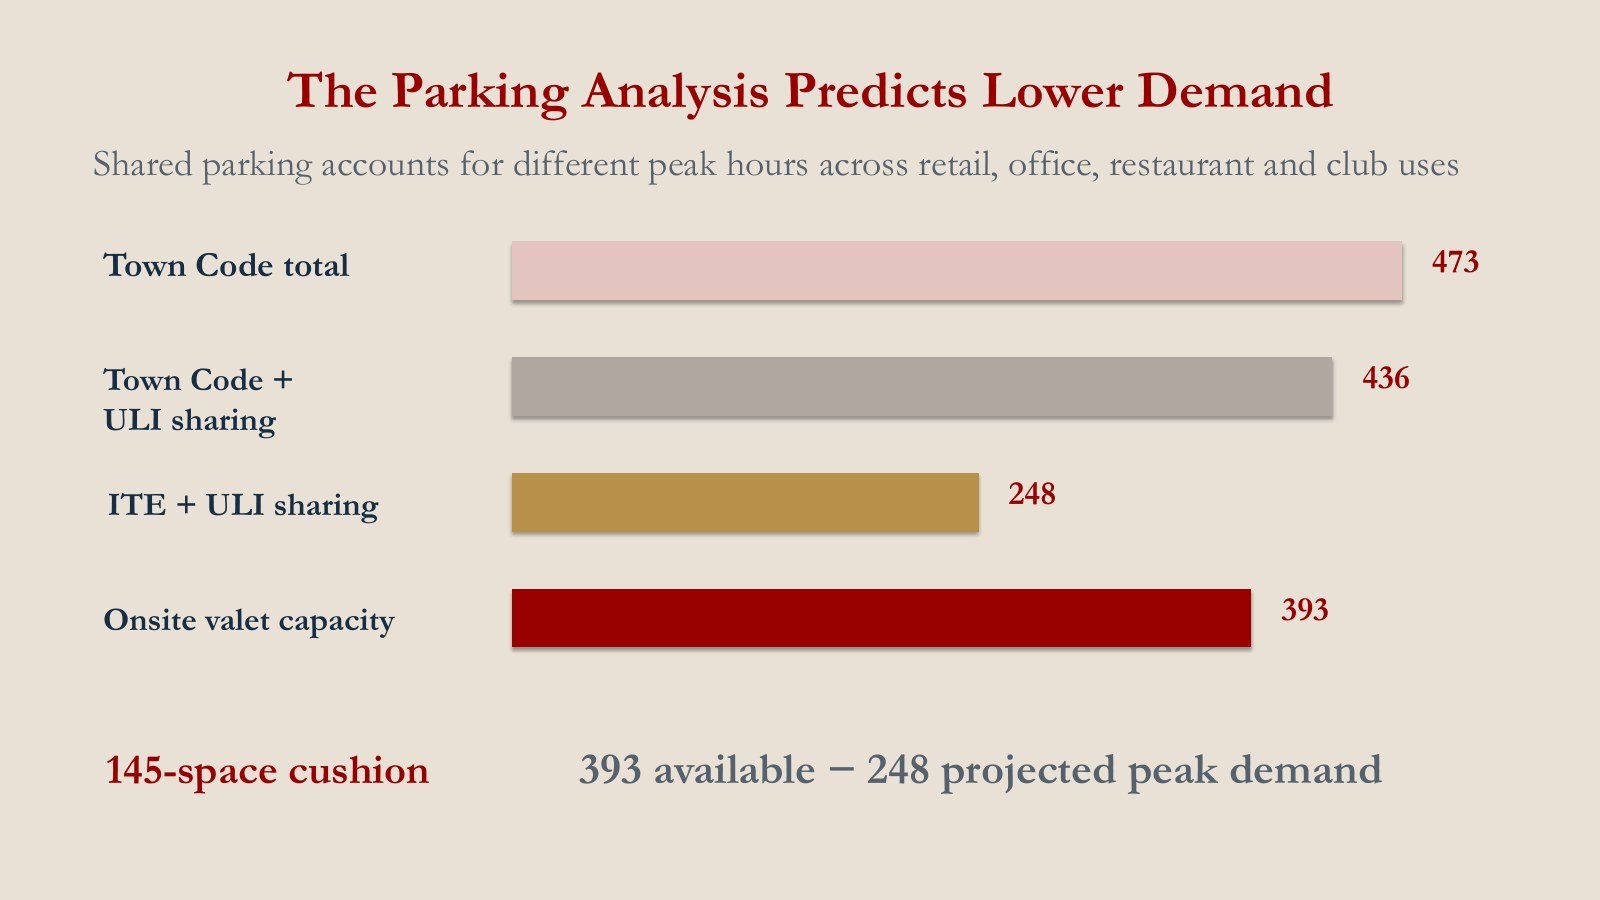 The Parking Analysis Predicts Lower Demand
Shared parking accounts for different peak hours across retail, office, restaurant and club uses
Town Code total
473
Town Code +
ULI sharing
436
ITE + ULI sharing
248
Onsite valet capacity
393
145-space cushion
393 available − 248 projected peak demand